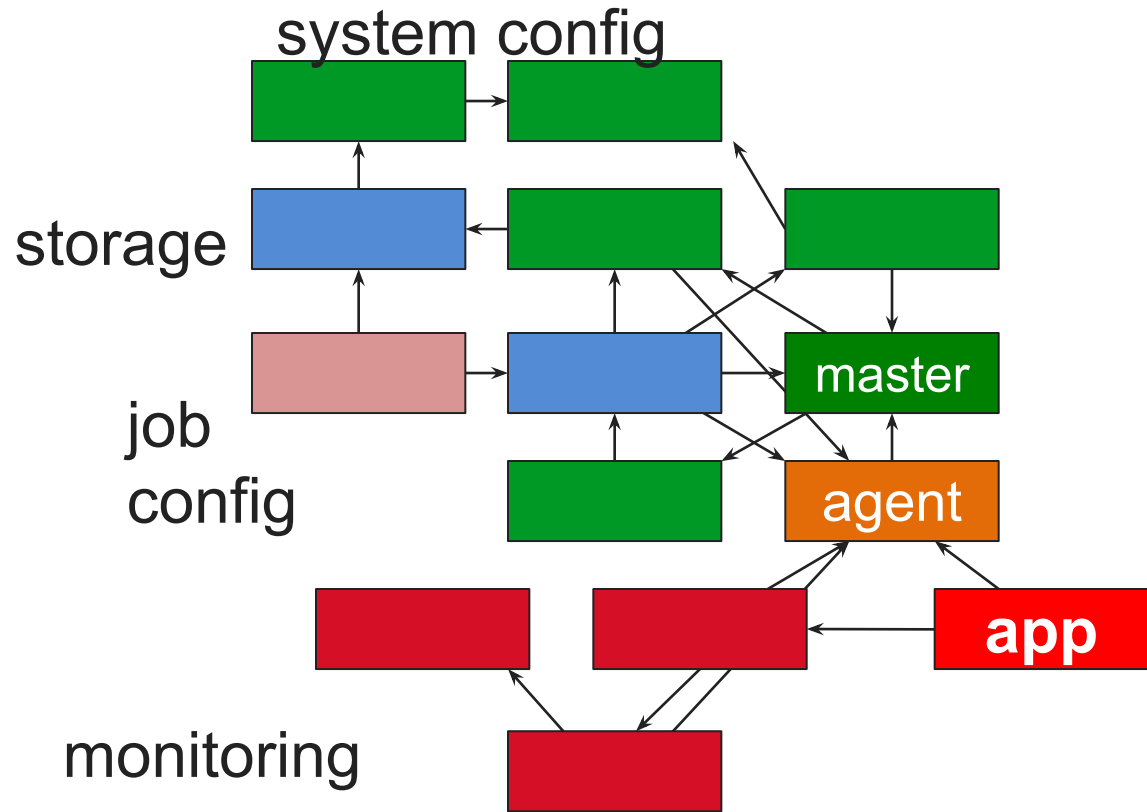 system config
storage
master
job
config
agent
app
monitoring